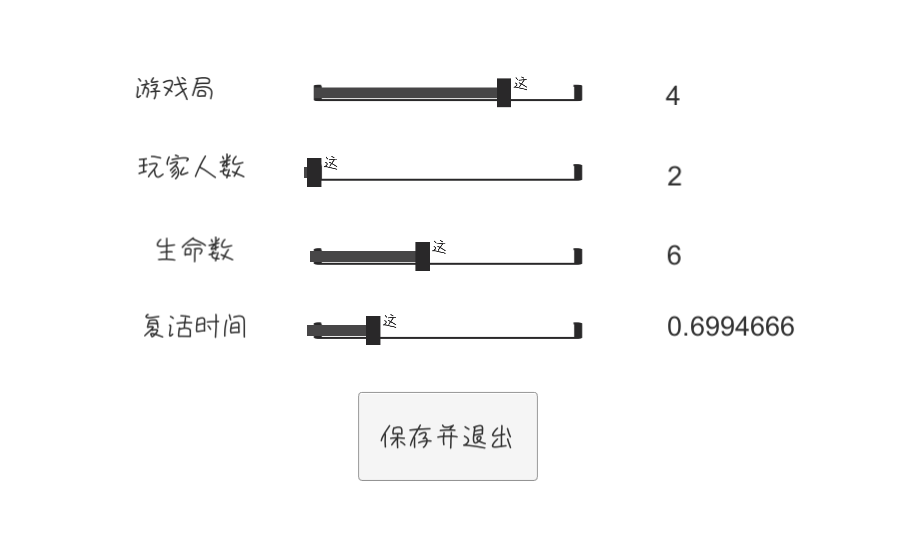 游戏局 这 4
玩家人数 这 2
生命数 这 6
复话时间 这 0.6994666
保存并退出